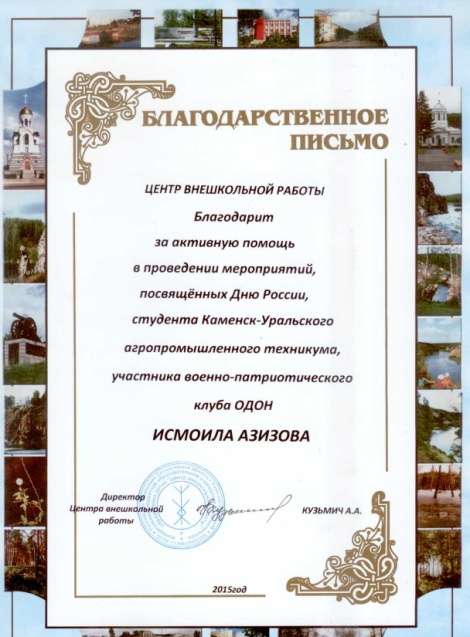 БЛАГОДАРСТВЕННОЕ
ПИСЬМО
ЦЕНТР ВНЕШКОЛЬНОЙ РАБОТЫ
Благодарит
за активную помощь
в проведении мероприятий,
посвящённых Дню России,
студента Каменск-Уральского
агропромышленного техникума,
участника военно-патриотического
клуба ОДОН
ИСМОИЛА АЗИЗОВА
Директор
Центра внешкольной
работы
КУЗЬМИЧ А.А.
2015год